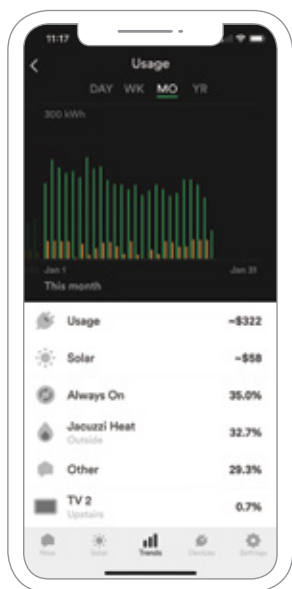 11:17
Usage
DAY WK MO YR
300 kWh
Jan 1 Jan 31
This month
Usage ~$322
Solar ~$58
Always On 35.0%
Jacuzzi Heat 32.7%
Outside
Other 29.3%
TV 2 0.7%
Upstairs
Now Solar Trends Devices Settings